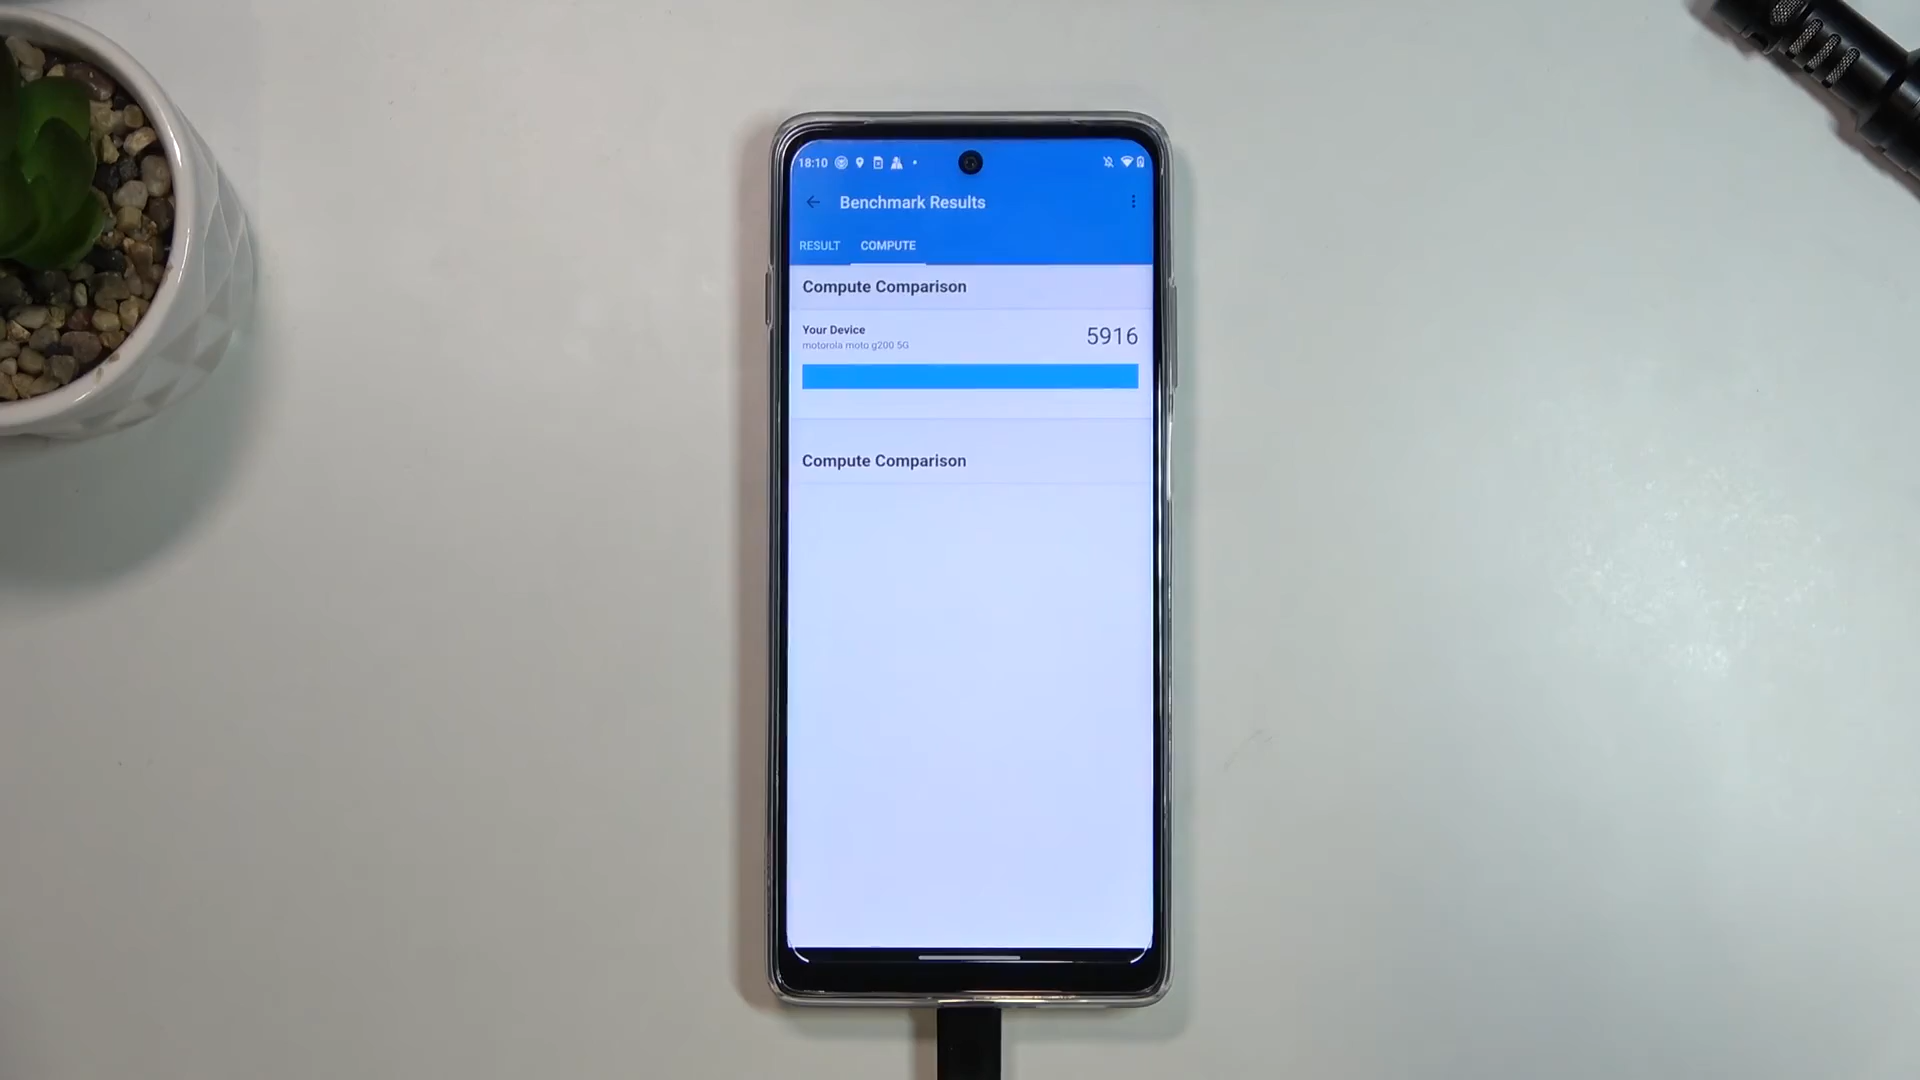 18:10
Benchmark Results
RESULT COMPUTE
Compute Comparison
Your Device
motorola moto g200 5G
5916
Compute Comparison